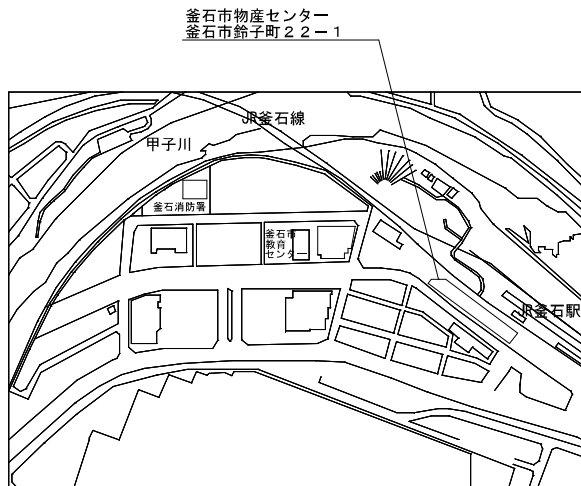 釜石市物産センター
釜石市鈴子町２２－１
JR釜石線
甲子川
釜石消防署
釜石市
教育
センター
JR釜石駅